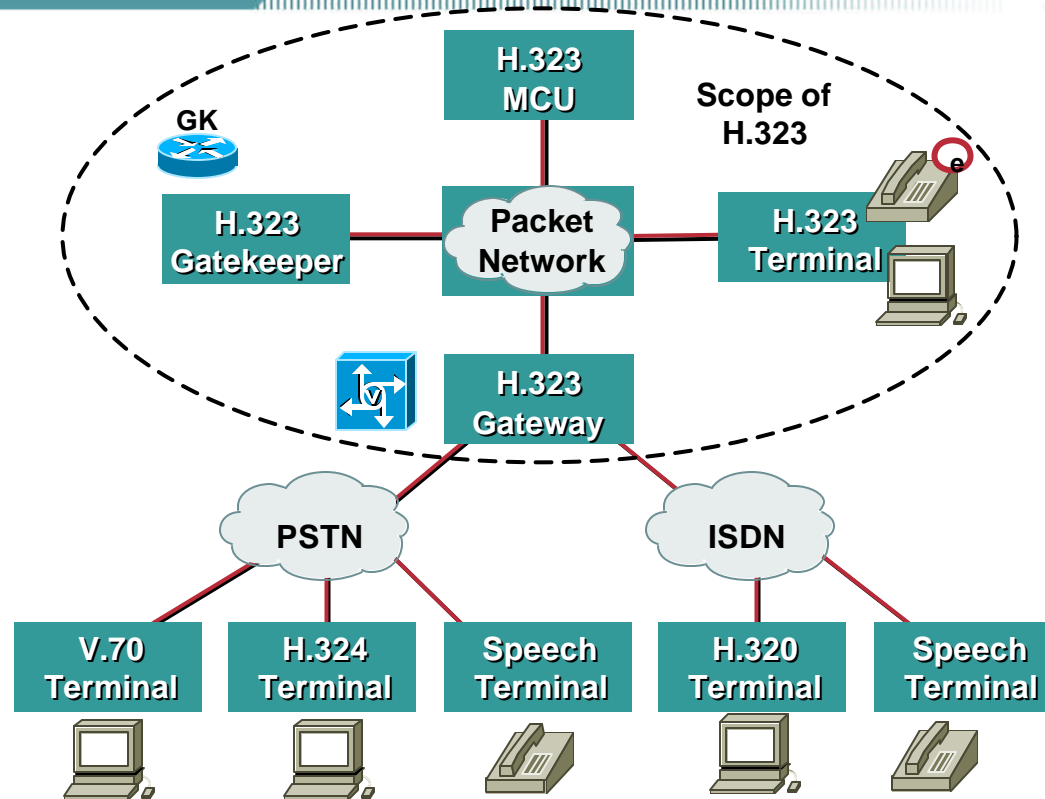 H.323
MCU
Scope of
H.323
GK
e
H.323
Gatekeeper
Packet
Network
H.323
Terminal
V
H.323
Gateway
PSTN
ISDN
V.70
Terminal
H.324
Terminal
Speech
Terminal
H.320
Terminal
Speech
Terminal